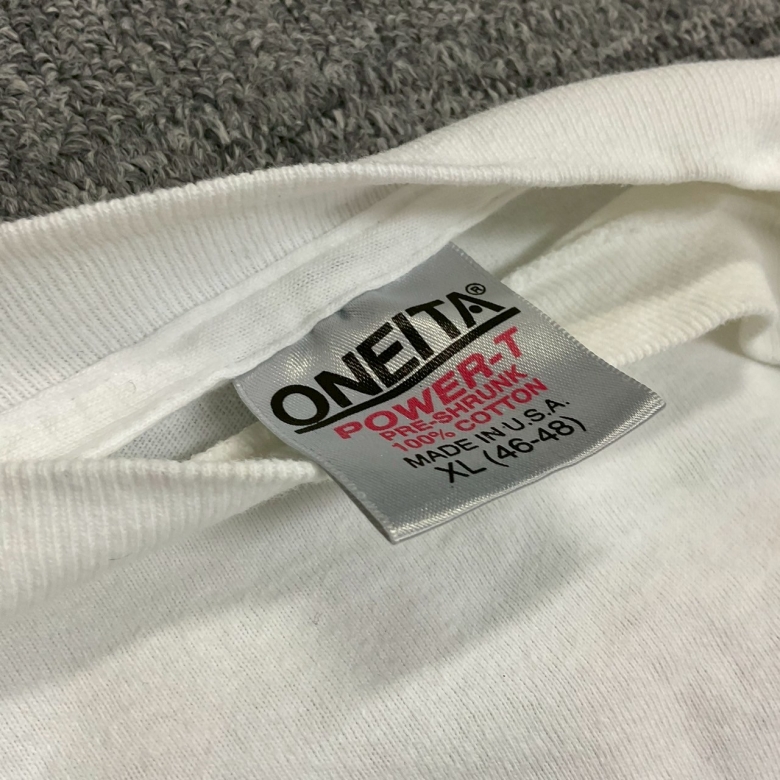 ONEITA®
POWER-T
PRE-SHRUNK
100% COTTON
MADE IN U.S.A.
XL (46-48)